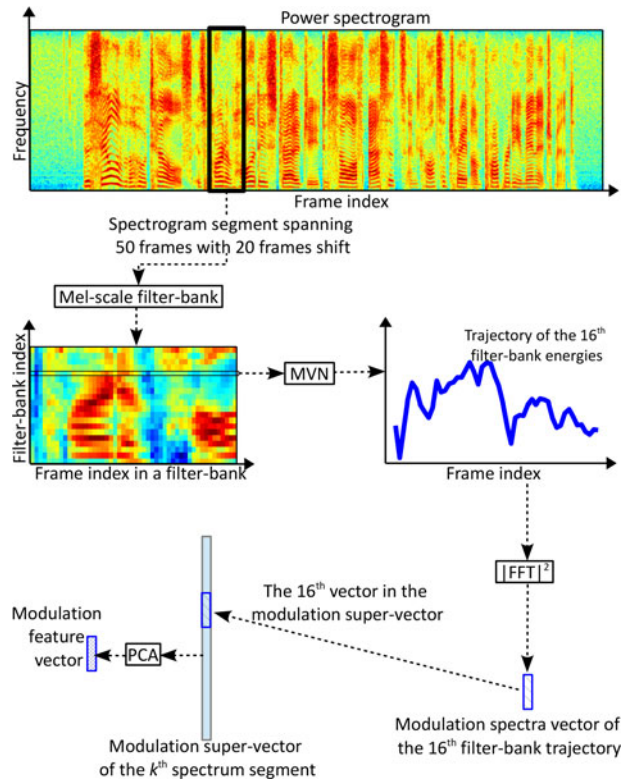 Power spectrogram
Frequency
Frame index
Spectrogram segment spanning
50 frames with 20 frames shift
Mel-scale filter-bank
Filter-bank index
Frame index in a filter-bank
MVN
Trajectory of the 16th
filter-bank energies
Frame index
|FFT|²
The 16th vector in the
modulation super-vector
Modulation
feature
vector
PCA
Modulation super-vector
of the kth spectrum segment
Modulation spectra vector of
the 16th filter-bank trajectory